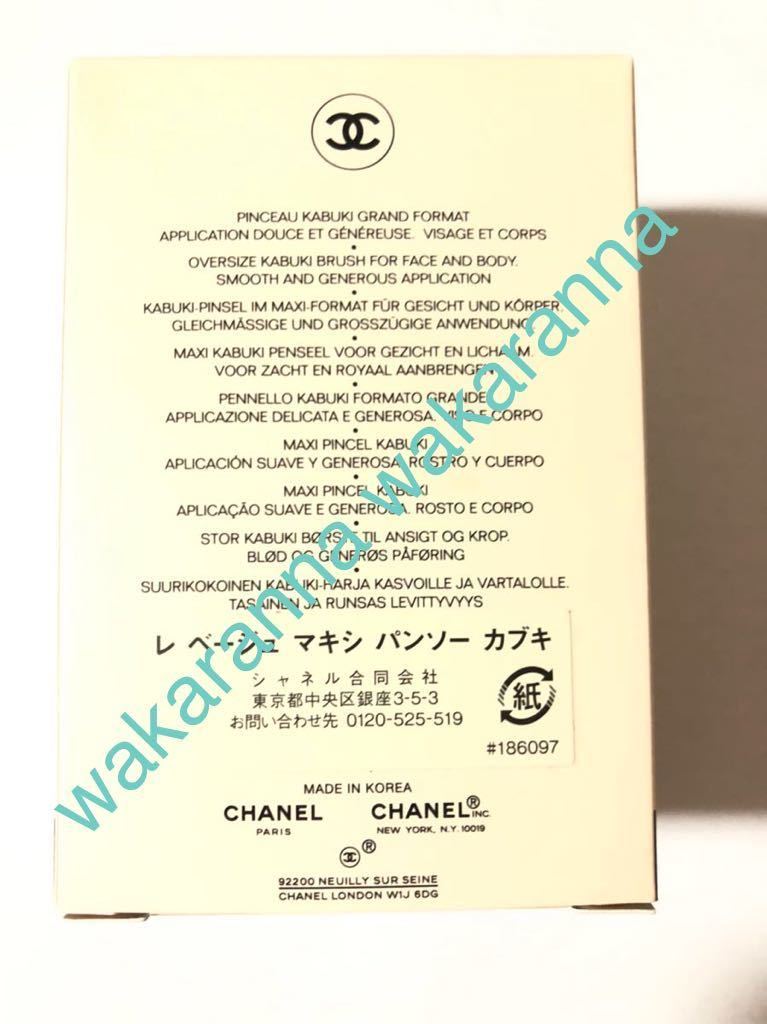 PINCEAU KABUKI GRAND FORMAT
APPLICATION DOUCE ET GÉNÉREUSE. VISAGE ET CORPS
•
OVERSIZE KABUKI BRUSH FOR FACE AND BODY.
SMOOTH AND GENEROUS APPLICATION
•
KABUKI-PINSEL IM MAXI-FORMAT FÜR GESICHT UND KÖRPER.
GLEICHMÄSSIGE UND GROSSZÜGIGE ANWENDUNG
•
MAXI KABUKI PENSEEL VOOR GEZICHT EN LICHAAM.
VOOR ZACHT EN ROYAAL AANBRENGEN
•
PENNELLO KABUKI FORMATO GRANDE
APPLICAZIONE DELICATA E GENEROSA. VISO E CORPO
•
MAXI PINCEL KABUKI
APLICACIÓN SUAVE Y GENEROSA. ROSTRO Y CUERPO
•
MAXI PINCEL KABUKI
APLICAÇÃO SUAVE E GENEROSA. ROSTO E CORPO
•
STOR KABUKI BØRSTE TIL ANSIGT OG KROP.
BLØD OG GENERØS PÅFØRING
•
SUURIKOKOINEN KABUKI-HARJA KASVOILLE JA VARTALOLLE.
TASAINEN JA RUNSAS LEVITTYVYYS
レ ベージュ マキシ パンソー カブキ
シャネル合同会社
東京都中央区銀座3-5-3
お問い合わせ先 0120-525-519
紙
#186097
MADE IN KOREA
CHANEL
PARIS
CHANEL® INC.
NEW YORK, N.Y. 10019
®
92200 NEUILLY SUR SEINE
CHANEL LONDON W1J 6DG
wakaranna wakaranna wakaranna